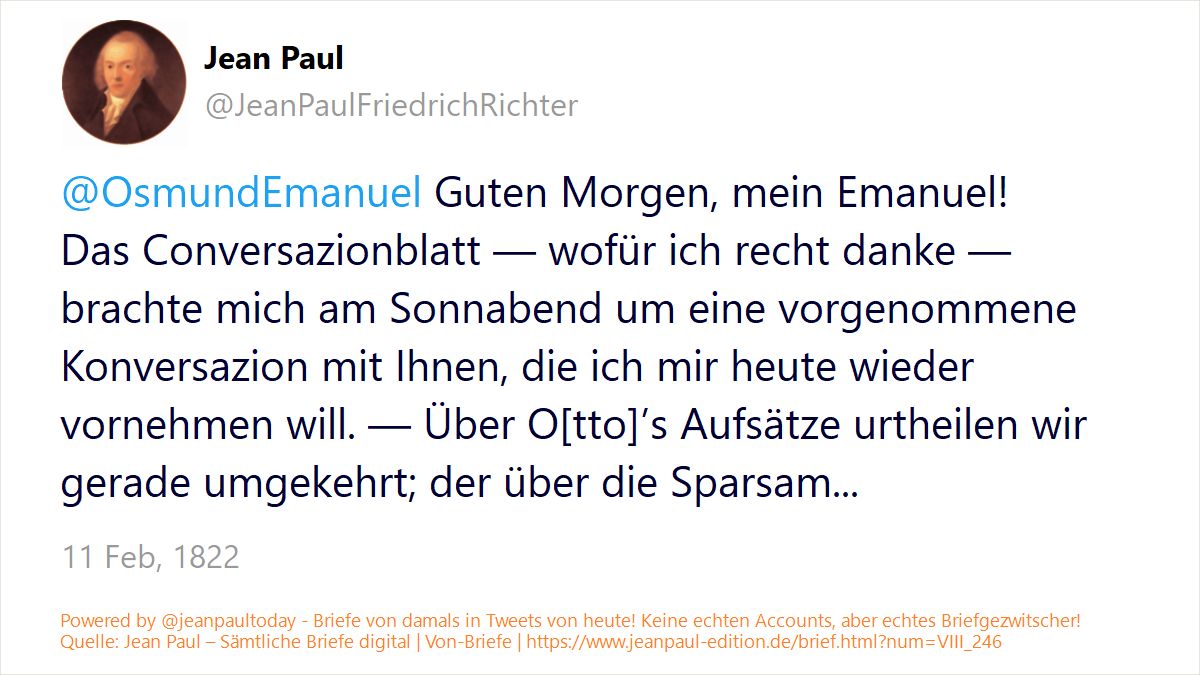 Jean Paul
@JeanPaulFriedrichRichter
@OsmundEmanuel Guten Morgen, mein Emanuel!
Das Conversazionblatt — wofür ich recht danke —
brachte mich am Sonnabend um eine vorgenommene
Konversazion mit Ihnen, die ich mir heute wieder
vornehmen will. — Über O[tto]’s Aufsätze urtheilen wir
gerade umgekehrt; der über die Sparsam...
11 Feb, 1822
Powered by @jeanpaultoday - Briefe von damals in Tweets von heute! Keine echten Accounts, aber echtes Briefgezwitscher!
Quelle: Jean Paul – Sämtliche Briefe digital | Von-Briefe | https://www.jeanpaul-edition.de/brief.html?num=VIII_246